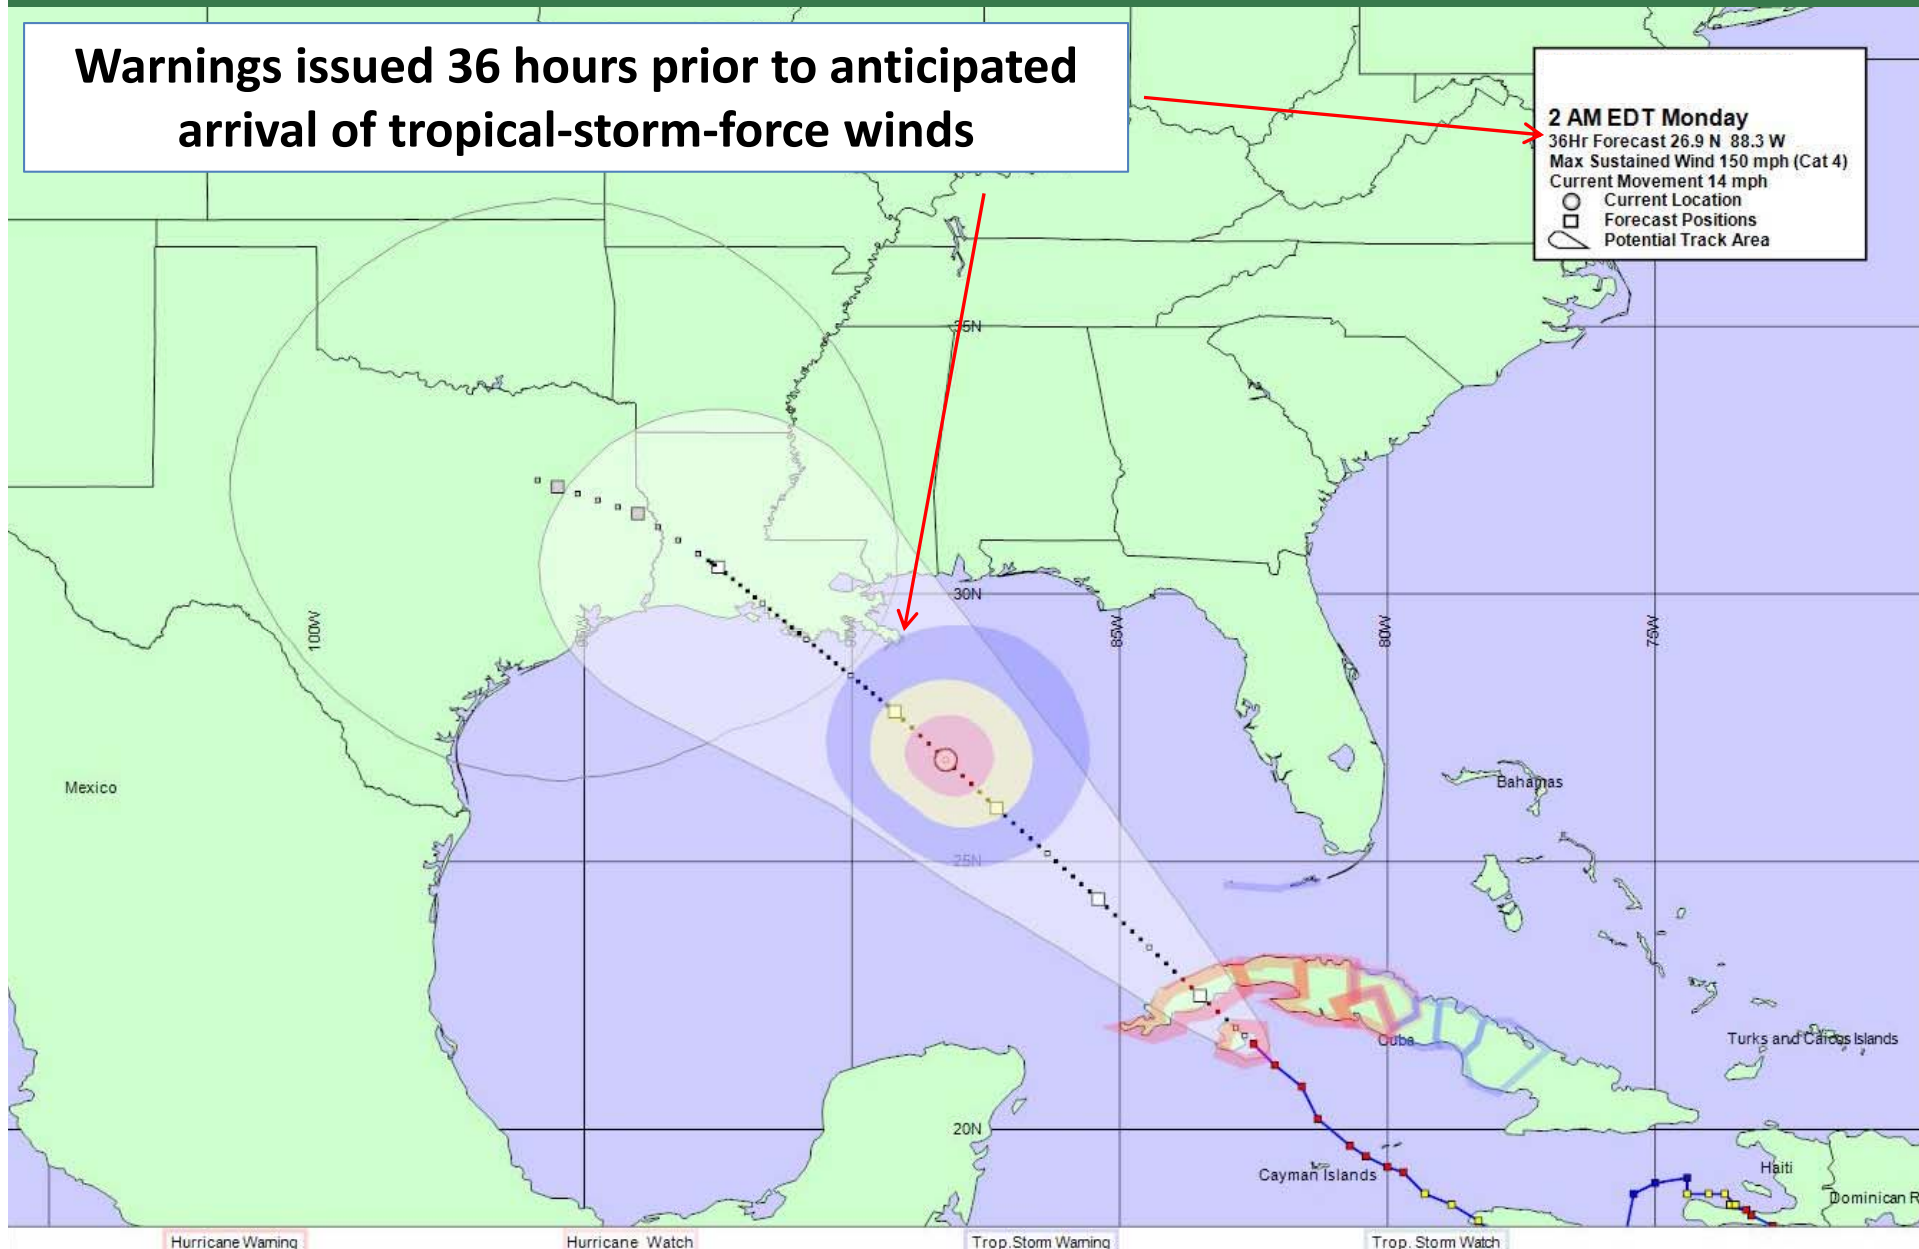 Warnings issued 36 hours prior to anticipated
arrival of tropical-storm-force winds
2 AM EDT Monday
36Hr Forecast 26.9 N 88.3 W
Max Sustained Wind 150 mph (Cat 4)
Current Movement 14 mph
Current Location
Forecast Positions
Potential Track Area
35N
30N
100W
85W
80W
75W
Mexico
Bahamas
25N
Cuba
Turks and Caicos Islands
20N
Cayman Islands
Haiti
Dominican R
Hurricane Warning
Hurricane Watch
Trop.Storm Warning
Trop. Storm Watch